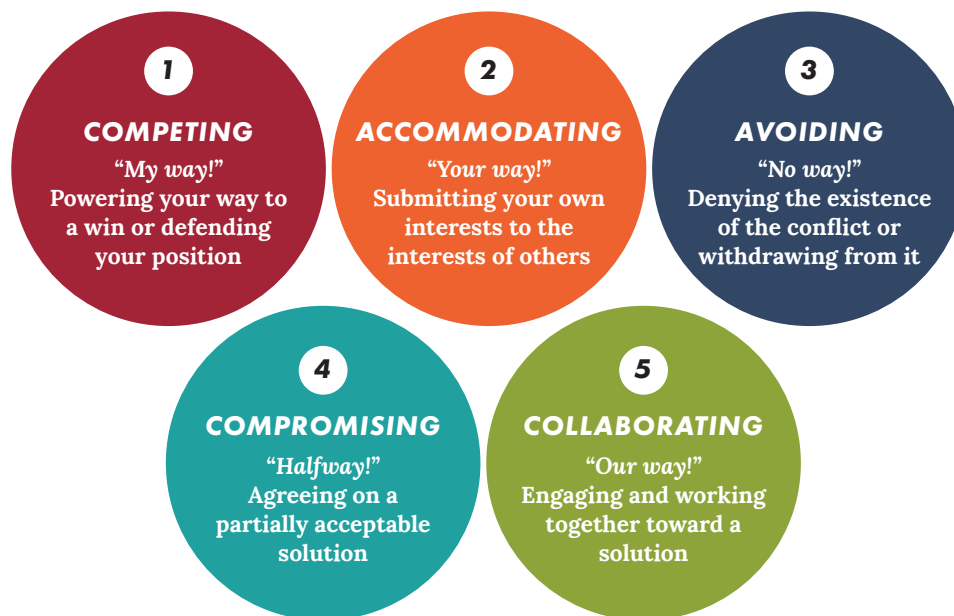 1
COMPETING
“My way!”
Powering your way to
a win or defending
your position
2
ACCOMMODATING
“Your way!”
Submitting your own
interests to the
interests of others
3
AVOIDING
“No way!”
Denying the existence
of the conflict or
withdrawing from it
4
COMPROMISING
“Halfway!”
Agreeing on a
partially acceptable
solution
5
COLLABORATING
“Our way!”
Engaging and working
together toward a
solution